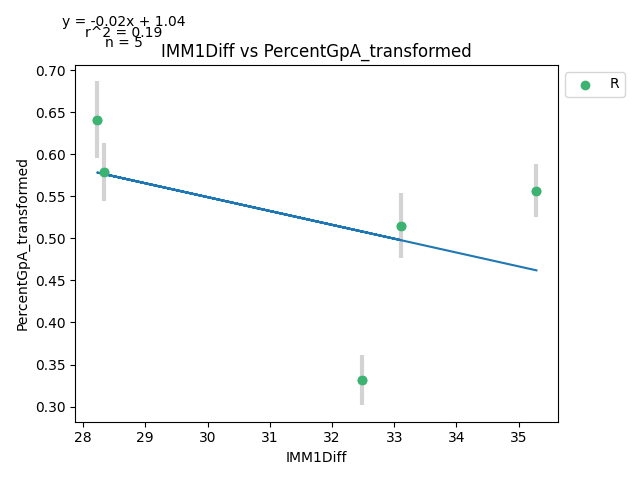 y = -0.02x + 1.04
r^2 = 0.19
n = 5
IMM1Diff vs PercentGpA_transformed
R
PercentGpA_transformed
0.70
0.65
0.60
0.55
0.50
0.45
0.40
0.35
0.30
28 29 30 31 32 33 34 35
IMM1Diff